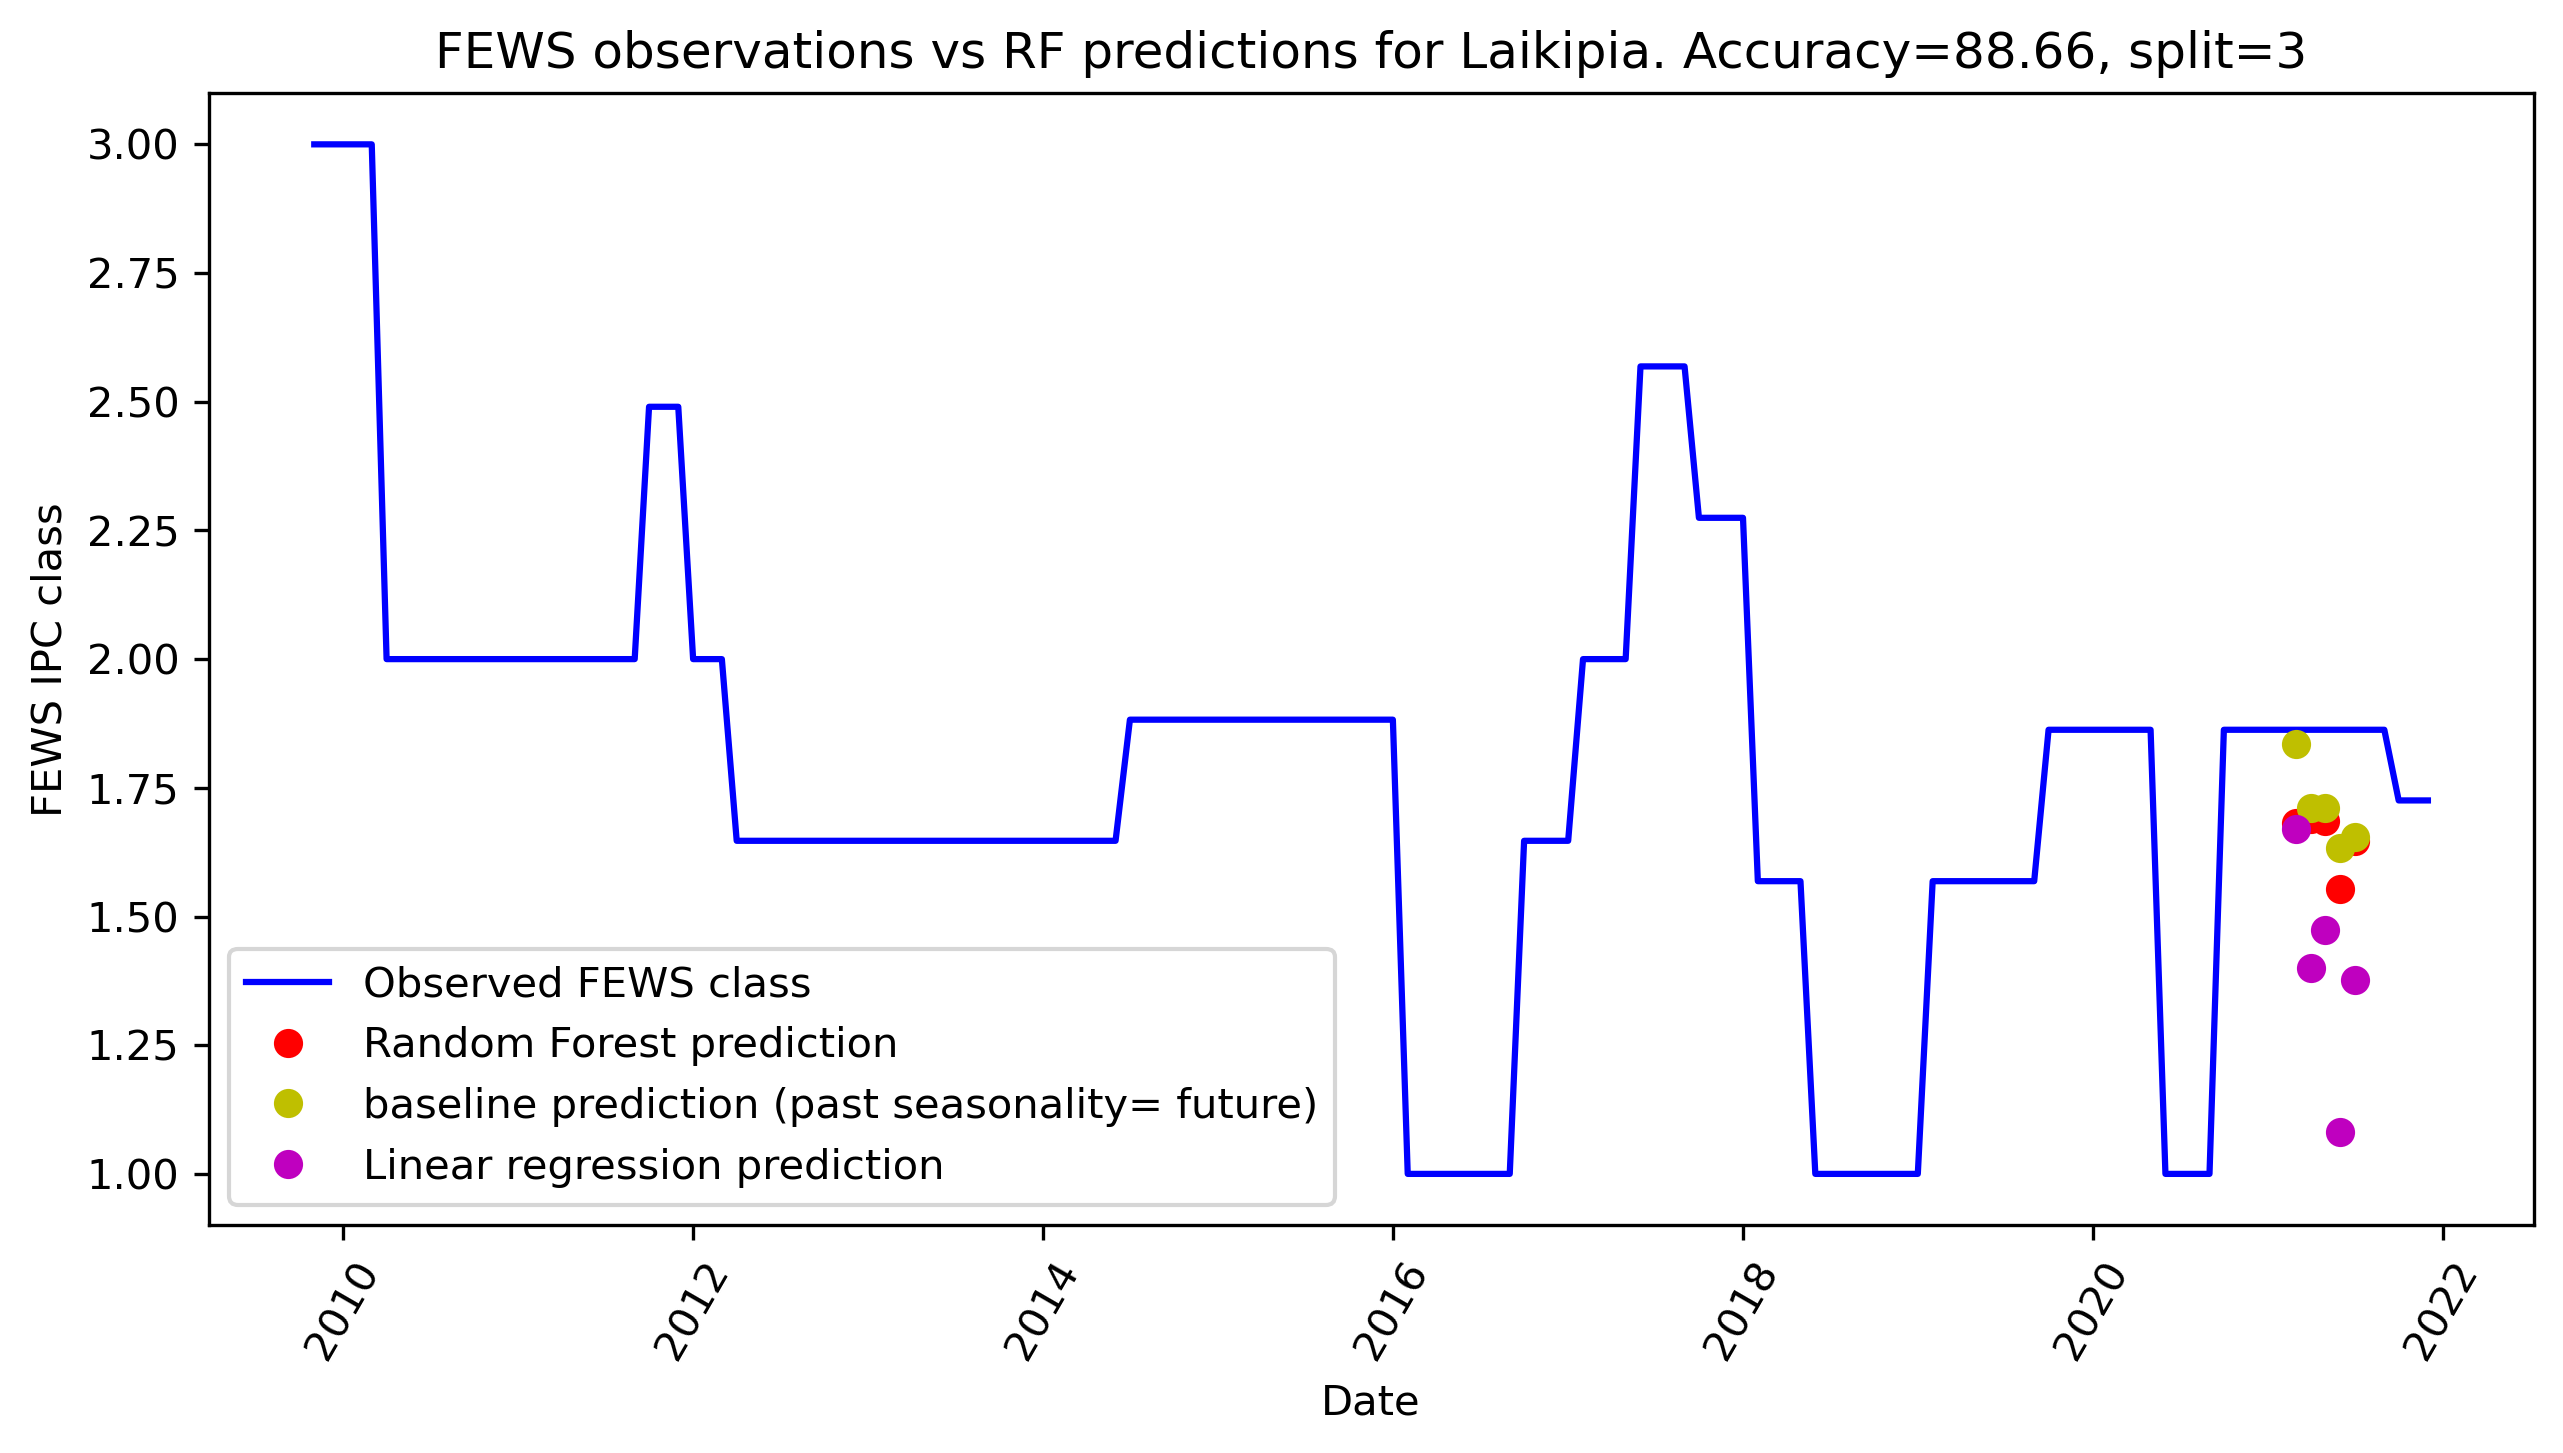 FEWS observations vs RF predictions for Laikipia. Accuracy=88.66, split=3
3.00
2.75
2.50
2.25
2.00
1.75
1.50
1.25
1.00
FEWS IPC class
Observed FEWS class
Random Forest prediction
baseline prediction (past seasonality= future)
Linear regression prediction
2010
2012
2014
2016
2018
2020
2022
Date